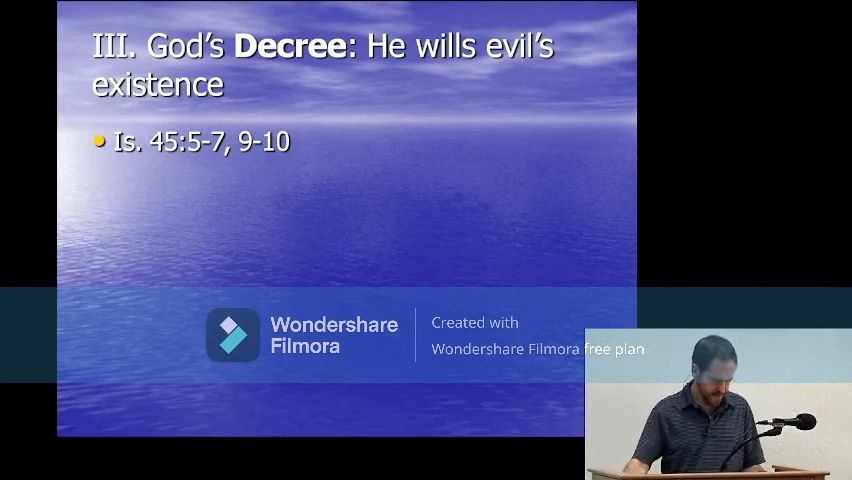 III. God's Decree: He wills evil's
existence
• Is. 45:5-7, 9-10
Wondershare
Filmora
Created with
Wondershare Filmora free plan